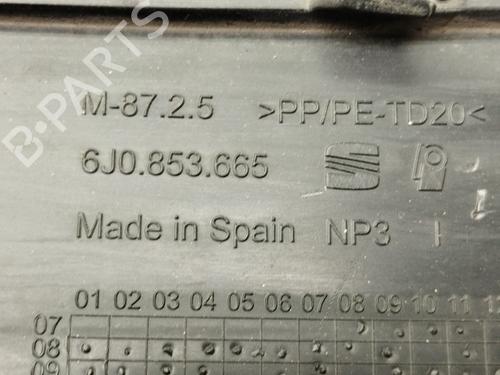 B-PARTS
M-87.2.5 >PP/PE-TD20<
6J0.853.665
Made in Spain NP3 I
01 02 03 04 05 06 07 08 09 10 11
07
08
09